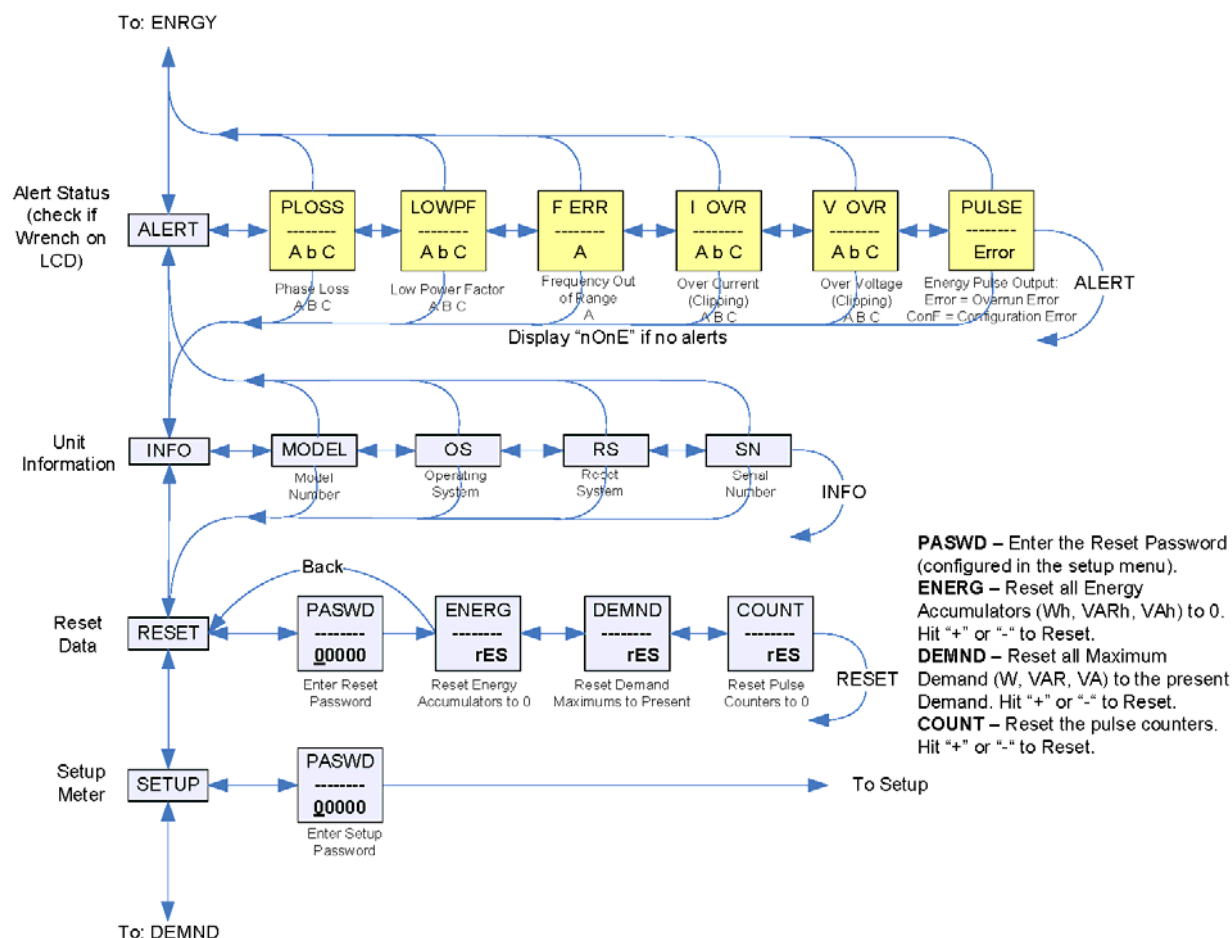 To: ENRGY
Alert Status
(check if
Wrench on
LCD)
ALERT
PLOSS
--------
A b C
Phase Loss
A B C
LOWPF
--------
A b C
Low Power Factor
A B C
F ERR
--------
A
Frequency Out
of Range
A
I OVR
--------
A b C
Over Current
(Clipping)
A B C
V OVR
--------
A b C
Over Voltage
(Clipping)
A B C
PULSE
--------
Error
Energy Pulse Output:
Error = Overrun Error
ConF = Configuration Error
ALERT
Display “nOnE” if no alerts
Unit
Information
INFO
MODEL
Model
Number
OS
Operating
System
RS
Reset
System
SN
Serial
Number
INFO
Reset
Data
RESET
Back
PASWD
--------
00000
Enter Reset
Password
ENERG
--------
rES
Reset Energy
Accumulators to 0
DEMND
--------
rES
Reset Demand
Maximums to Present
COUNT
--------
rES
Reset Pulse
Counters to 0
RESET
PASWD – Enter the Reset Password
(configured in the setup menu).
ENERG – Reset all Energy
Accumulators (Wh, VARh, VAh) to 0.
Hit “+” or “-“ to Reset.
DEMND – Reset all Maximum
Demand (W, VAR, VA) to the present
Demand. Hit “+” or “-“ to Reset.
COUNT – Reset the pulse counters.
Hit “+” or “-“ to Reset.
Setup
Meter
SETUP
PASWD
--------
00000
Enter Setup
Password
To Setup
To: DEMND